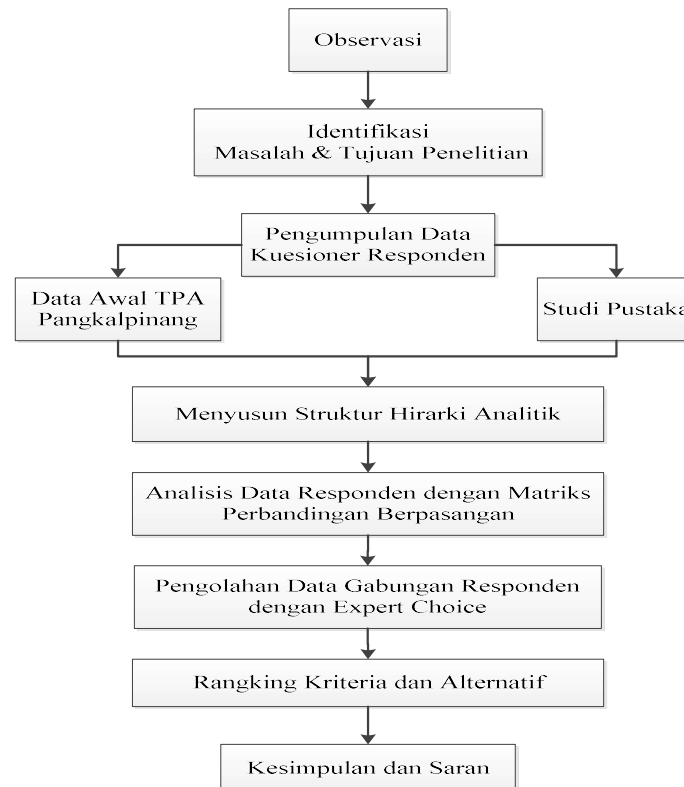 Observasi
Identifikasi
Masalah & Tujuan Penelitian
Pengumpulan Data
Kuesioner Responden
Data Awal TPA
Pangkalpinang
Studi Pustaka
Menyusun Struktur Hirarki Analitik
Analisis Data Responden dengan Matriks
Perbandingan Berpasangan
Pengolahan Data Gabungan Responden
dengan Expert Choice
Rangking Kriteria dan Alternatif
Kesimpulan dan Saran